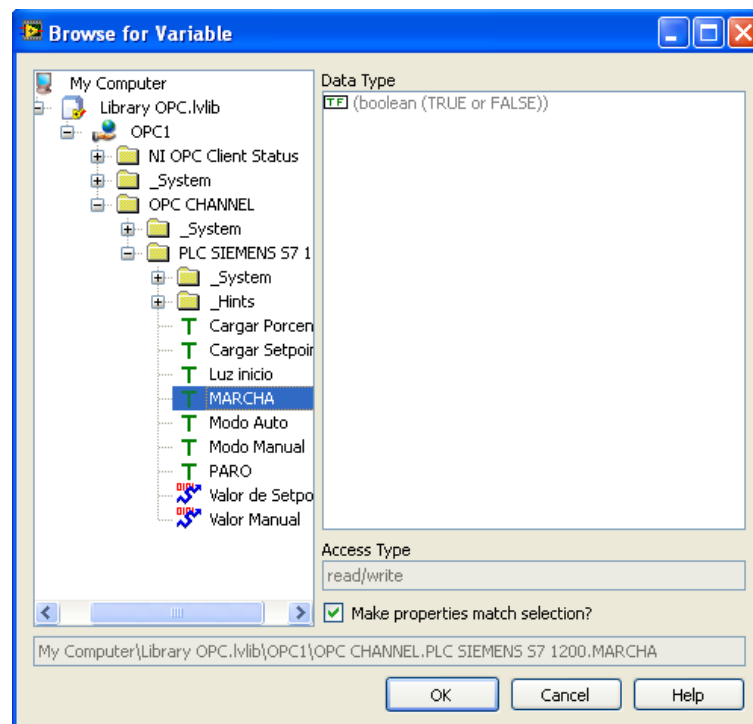 Browse for Variable
My Computer
Library OPC.lvlib
OPC1
NI OPC Client Status
_System
OPC CHANNEL
_System
PLC SIEMENS S7 1
_System
_Hints
Cargar Porcen
Cargar Setpoin
Luz inicio
MARCHA
Modo Auto
Modo Manual
PARO
Valor de Setpo
Valor Manual
Data Type
TF (boolean (TRUE or FALSE))
Access Type
read/write
Make properties match selection?
My Computer\Library OPC.lvlib\OPC1\OPC CHANNEL.PLC SIEMENS S7 1200.MARCHA
OK Cancel Help